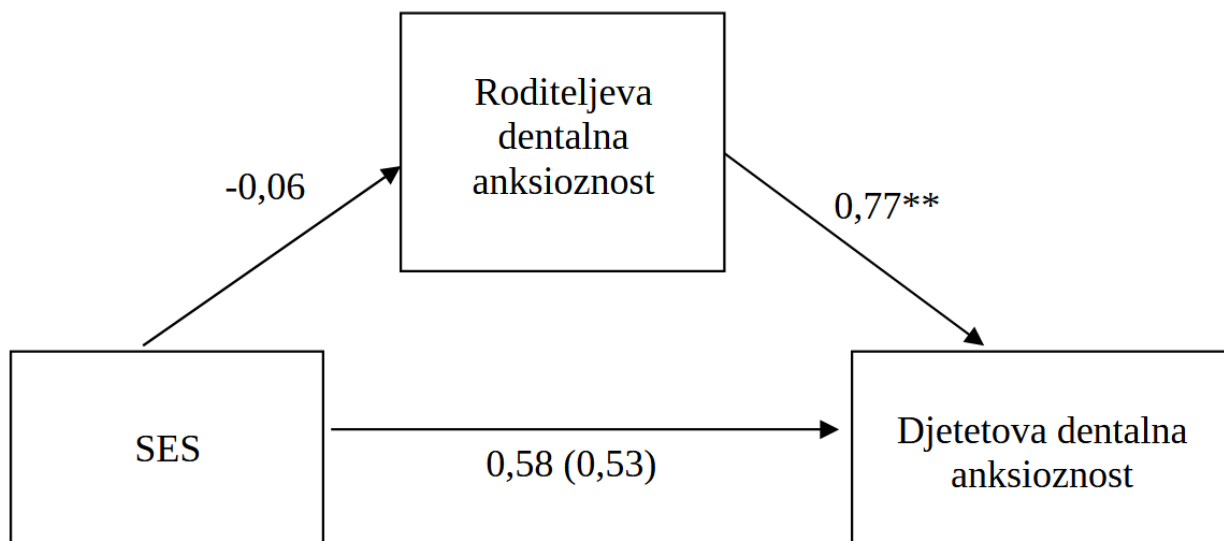 Roditeljeva
dentalna
anksioznost
-0,06
0,77**
SES
0,58 (0,53)
Djetetova dentalna
anksioznost